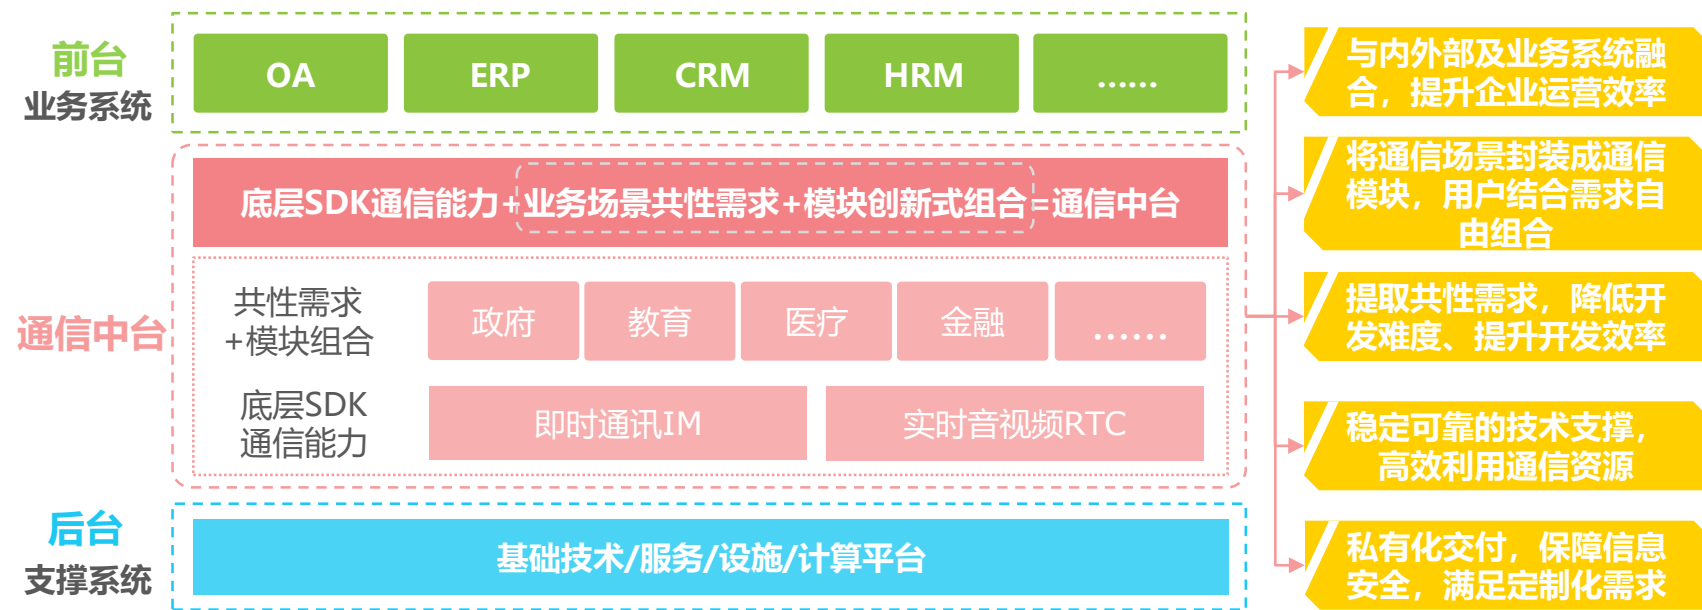 前台
业务系统
OA
ERP
CRM
HRM
......
底层SDK通信能力+业务场景共性需求+模块创新式组合=通信中台
通信中台
共性需求
+模块组合
政府
教育
医疗
金融
......
底层SDK
通信能力
即时通讯IM
实时音视频RTC
后台
支撑系统
基础技术/服务/设施/计算平台
与内外部及业务系统融
合，提升企业运营效率
将通信场景封装成通信
模块，用户结合需求自
由组合
提取共性需求，降低开
发难度、提升开发效率
稳定可靠的技术支撑，
高效利用通信资源
私有化交付，保障信息
安全，满足定制化需求